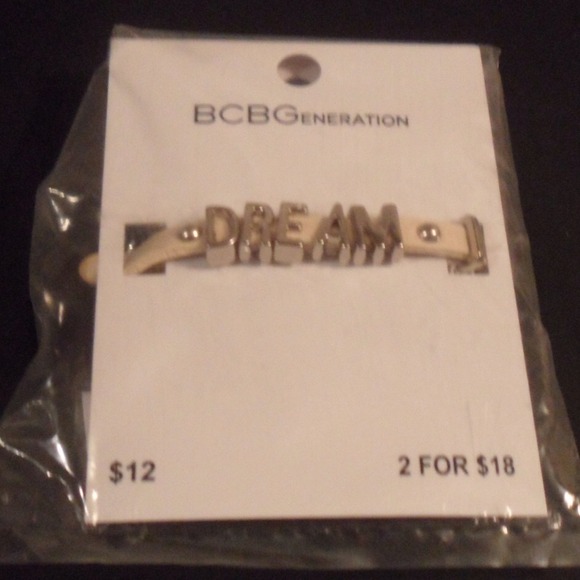 BCBGENERATION
DREAM
$12
2 FOR $18